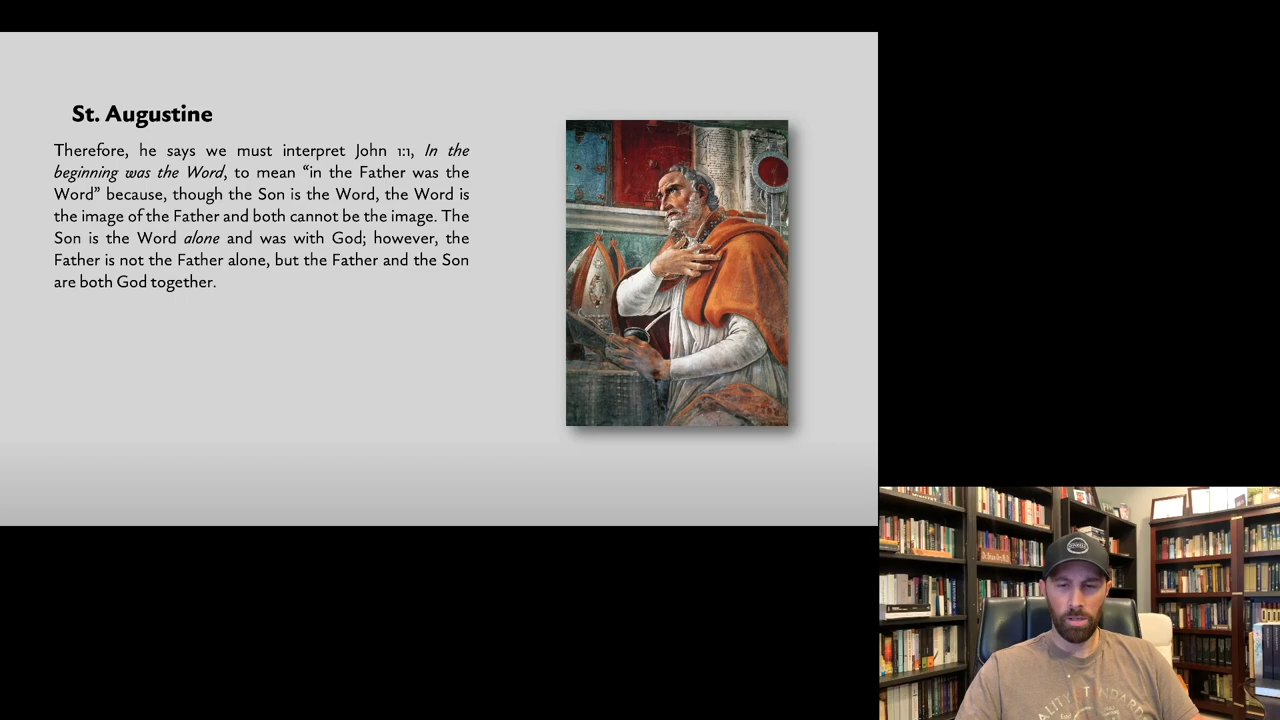 St. Augustine
Therefore, he says we must interpret John 1:1, In the
beginning was the Word, to mean “in the Father was the
Word” because, though the Son is the Word, the Word is
the image of the Father and both cannot be the image. The
Son is the Word alone and was with God; however, the
Father is not the Father alone, but the Father and the Son
are both God together.